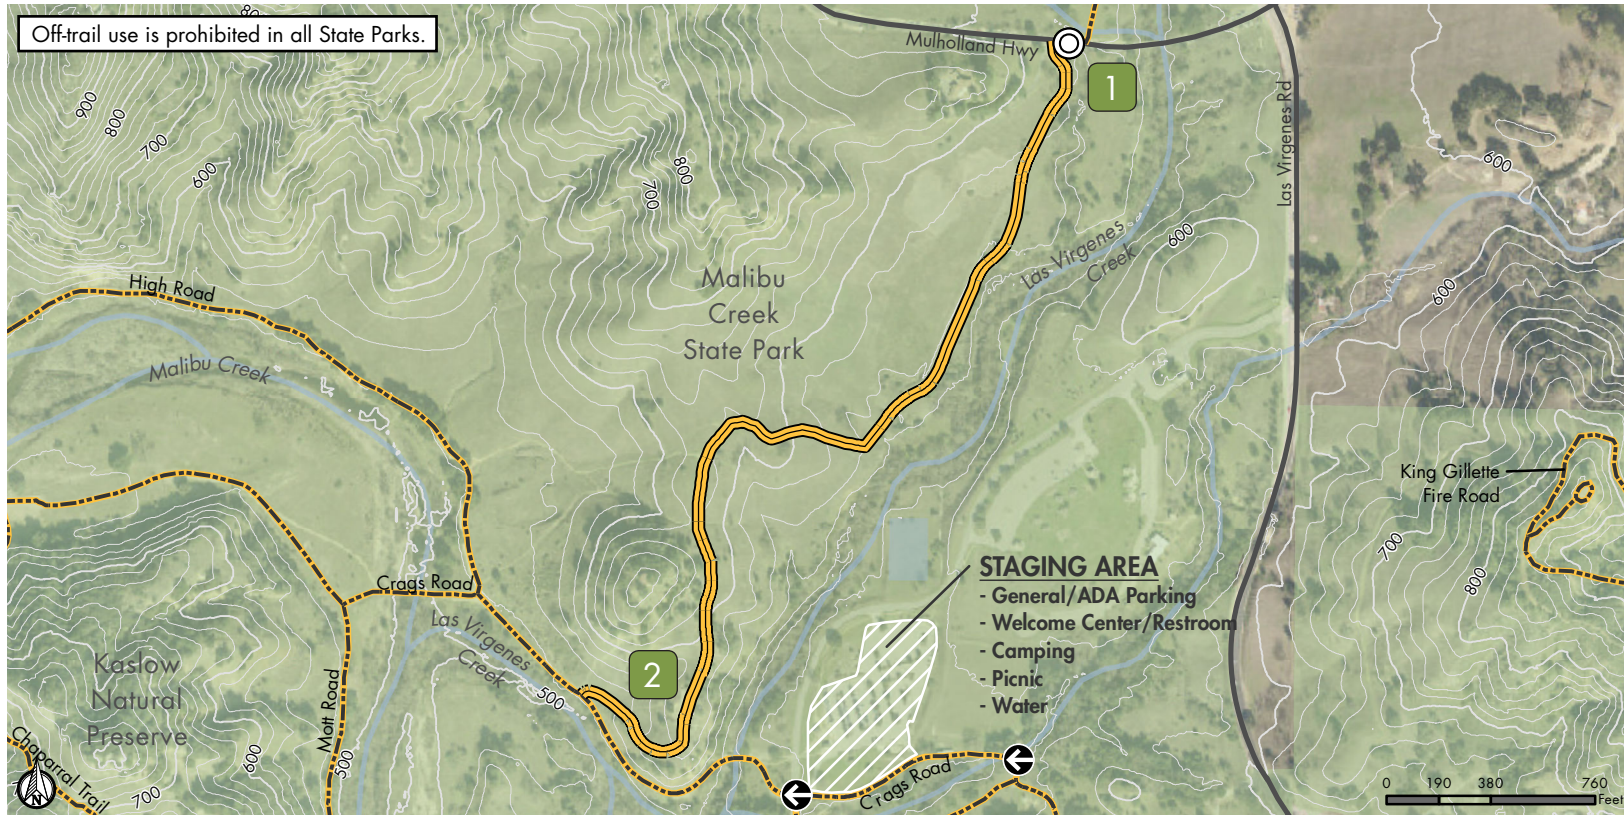 Off-trail use is prohibited in all State Parks.
Mulholland Hwy
1
Las Virgenes Rd
900
800
700
600
800
700
600
600
600
Las Virgenes
Creek
High Road
Malibu
Creek
State Park
Malibu Creek
King Gillette
Fire Road
700
800
STAGING AREA
- General/ADA Parking
- Welcome Center/Restroom
- Camping
- Picnic
- Water
Crags Road
Las Virgenes
Creek
500
2
Kaslow
Natural
Preserve
Mott Road
500
600
700
Chaparral Trail
N
Crags Road
0 190 380 760
Feet